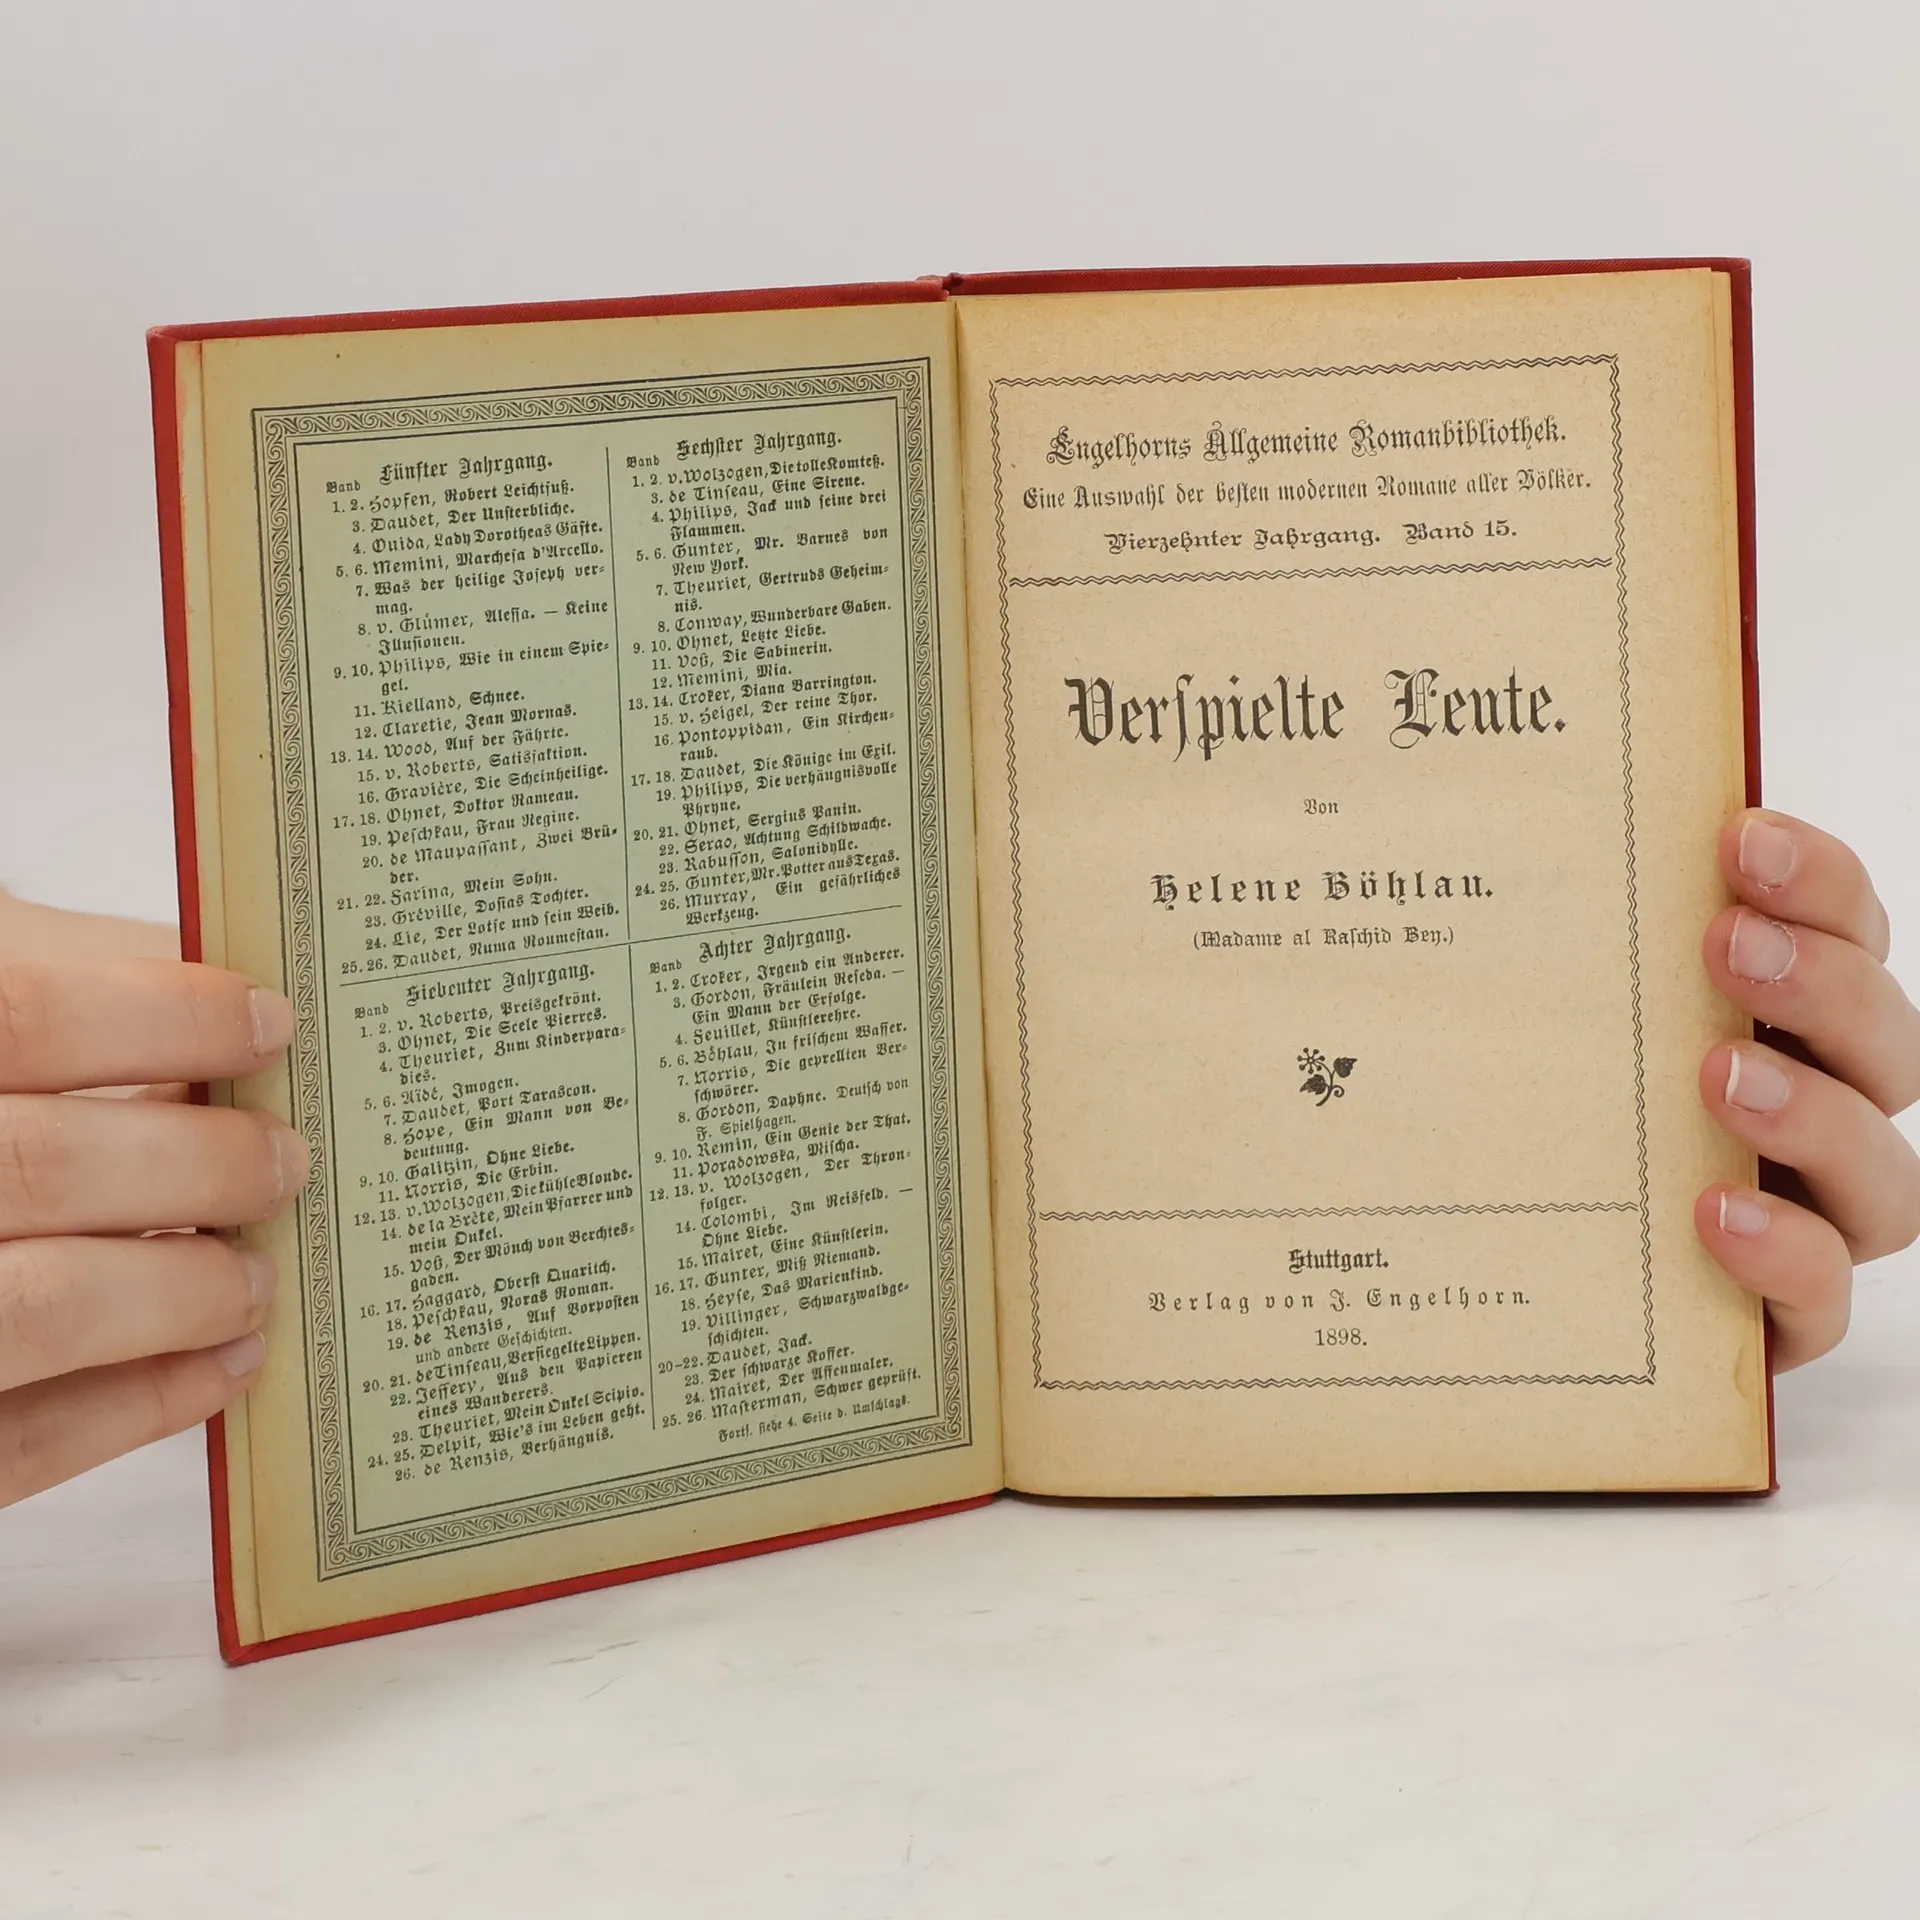 Fünfter Jahrgang.
Band
1. 2. Hopfen, Robert Leichtfuß.
3. Daudet, Der Unsterbliche.
4. Ouida, Lady Dorotheas Gäste.
5. 6. Memini, Marchesa d'Arcello.
7. Was der heilige Joseph ver-
mag.
8. v. Glümer, Alessa. — Keine
Illusionen.
9. 10. Philips, Wie in einem Spie-
gel.
11. Kielland, Schnee.
12. Claretie, Jean Mornas.
13. 14. Wood, Auf der Fährte.
15. v. Roberts, Satisfaktion.
16. Gravière, Die Scheinheilige.
17. 18. Ohnet, Doktor Rameau.
19. Peschkau, Frau Regine.
20. de Maupassant, Zwei Brü-
der.
21. 22. Farina, Mein Sohn.
23. Gréville, Dosias Tochter.
24. Lie, Der Lotse und sein Weib.
25. 26. Daudet, Numa Roumestan.
Sechster Jahrgang.
Band
1. 2. v. Wolzogen, Die tolle Komteß.
3. de Tinseau, Eine Sirene.
4. Philips, Jack und seine drei
Flammen.
5. 6. Gunter, Mr. Barnes von
New York.
7. Theuriet, Gertruds Geheim-
nis.
8. Conway, Wunderbare Gaben.
9. 10. Ohnet, Letzte Liebe.
11. Voß, Die Sabinerin.
12. Memini, Mia.
13. 14. Croker, Diana Barrington.
15. v. Heigel, Der reine Thor.
16. Pontoppidan, Ein Kirchen-
raub.
17. 18. Daudet, Die Könige im Exil.
19. Philips, Die verhängnisvolle
Phryne.
20. 21. Ohnet, Sergius Panin.
22. Serao, Achtung Schildwache.
23. Rabusson, Salonidylle.
24. 25. Gunter, Mr. Potter aus Texas.
26. Murray, Ein gefährliches
Werkzeug.
Siebenter Jahrgang.
Band
1. 2. v. Roberts, Preisgekrönt.
3. Ohnet, Die Seele Pierres.
4. Theuriet, Zum Kinderpara-
dies.
5. 6. Aïdé, Imogen.
7. Daudet, Port Tarascon.
8. Hope, Ein Mann von Be-
deutung.
9. 10. Galitzin, Ohne Liebe.
11. Norris, Die Erbin.
12. 13. v. Wolzogen, Die kühle Blonde.
14. de la Brète, Mein Pfarrer und
mein Onkel.
15. Voß, Der Mönch von Berchtes-
gaden.
16. 17. Haggard, Oberst Quaritch.
18. Peschkau, Noras Roman.
19. de Renzis, Auf Vorposten
und andere Geschichten.
20. 21. de Tinseau, Versiegelte Lippen.
22. Jeffery, Aus den Papieren
eines Wanderers.
23. Theuriet, Mein Onkel Scipio.
24. 25. Delpit, Wie's im Leben geht.
26. de Renzis, Verhängnis.
Achter Jahrgang.
Band
1. 2. Croker, Irgend ein Anderer.
3. Gordon, Fräulein Reseda. —
Ein Mann der Erfolge.
4. Feuillet, Künstlerehre.
5. 6. Böhlau, In frischem Wasser.
7. Norris, Die geprellten Ver-
schwörer.
8. Gordon, Daphne. Deutsch von
F. Spielhagen.
9. 10. Remin, Ein Genie der That.
11. Poradowska, Mischa.
12. 13. v. Wolzogen, Der Thron-
folger.
14. Colombi, Im Reisfeld. —
Ohne Liebe.
15. Mairet, Eine Künstlerin.
16. 17. Gunter, Miß Niemand.
18. Heyse, Das Marienkind.
19. Villinger, Schwarzwaldge-
schichten.
20–22. Daudet, Jack.
23. Der schwarze Koffer.
24. Mairet, Der Affenmaler.
25. 26. Masterman, Schwer geprüft.
Forts. siehe 4. Seite d. Umschlags.
Engelhorns Allgemeine Romanbibliothek.
Eine Auswahl der besten modernen Romane aller Völker.
Vierzehnter Jahrgang. Band 15.
Verspielte Leute.
Von
Helene Böhlau.
(Madame al Raschid Bey.)
Stuttgart.
Verlag von J. Engelhorn.
1898.